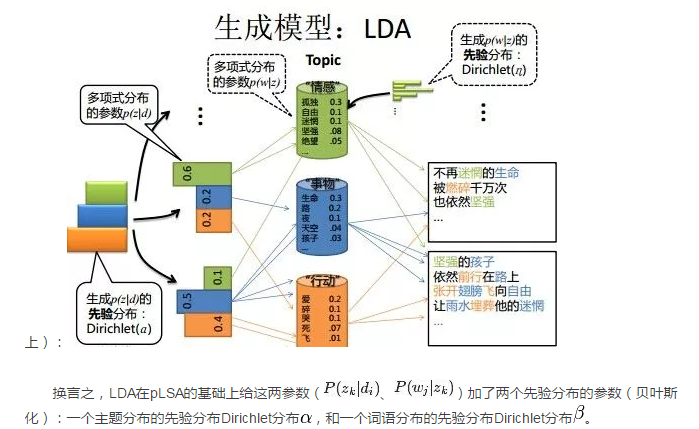 生成模型：LDA
Topic
多项式分布
的参数p(w|z)
生成p(w|z)的
先验分布：
Dirichlet(β)
多项式分布
的参数p(z|d)
...
...
"情感"
孤独 0.3
自由 0.1
迷惘 0.1
坚强 .08
绝望 .05
...
0.6
0.2
0.2
"事物"
生命 0.3
路 0.2
夜 0.1
天空 .04
孩子 .03
...
不再迷惘的生命
被燃碎千万次
也依然坚强
...
生成p(z|d)的
先验分布：
Dirichlet(a)
0.1
0.5
0.4
"行动"
爱 0.2
碎 0.1
哭 0.1
死 .07
飞 .01
坚强的孩子
依然前行在路上
张开翅膀飞向自由
让雨水埋葬他的迷惘
...
上）：
换言之，LDA在pLSA的基础上给这两参数（P(z_k|d_i)、P(w_j|z_k)）加了两个先验分布的参数（贝叶斯
化）：一个主题分布的先验分布Dirichlet分布α，和一个词语分布的先验分布Dirichlet分布β。